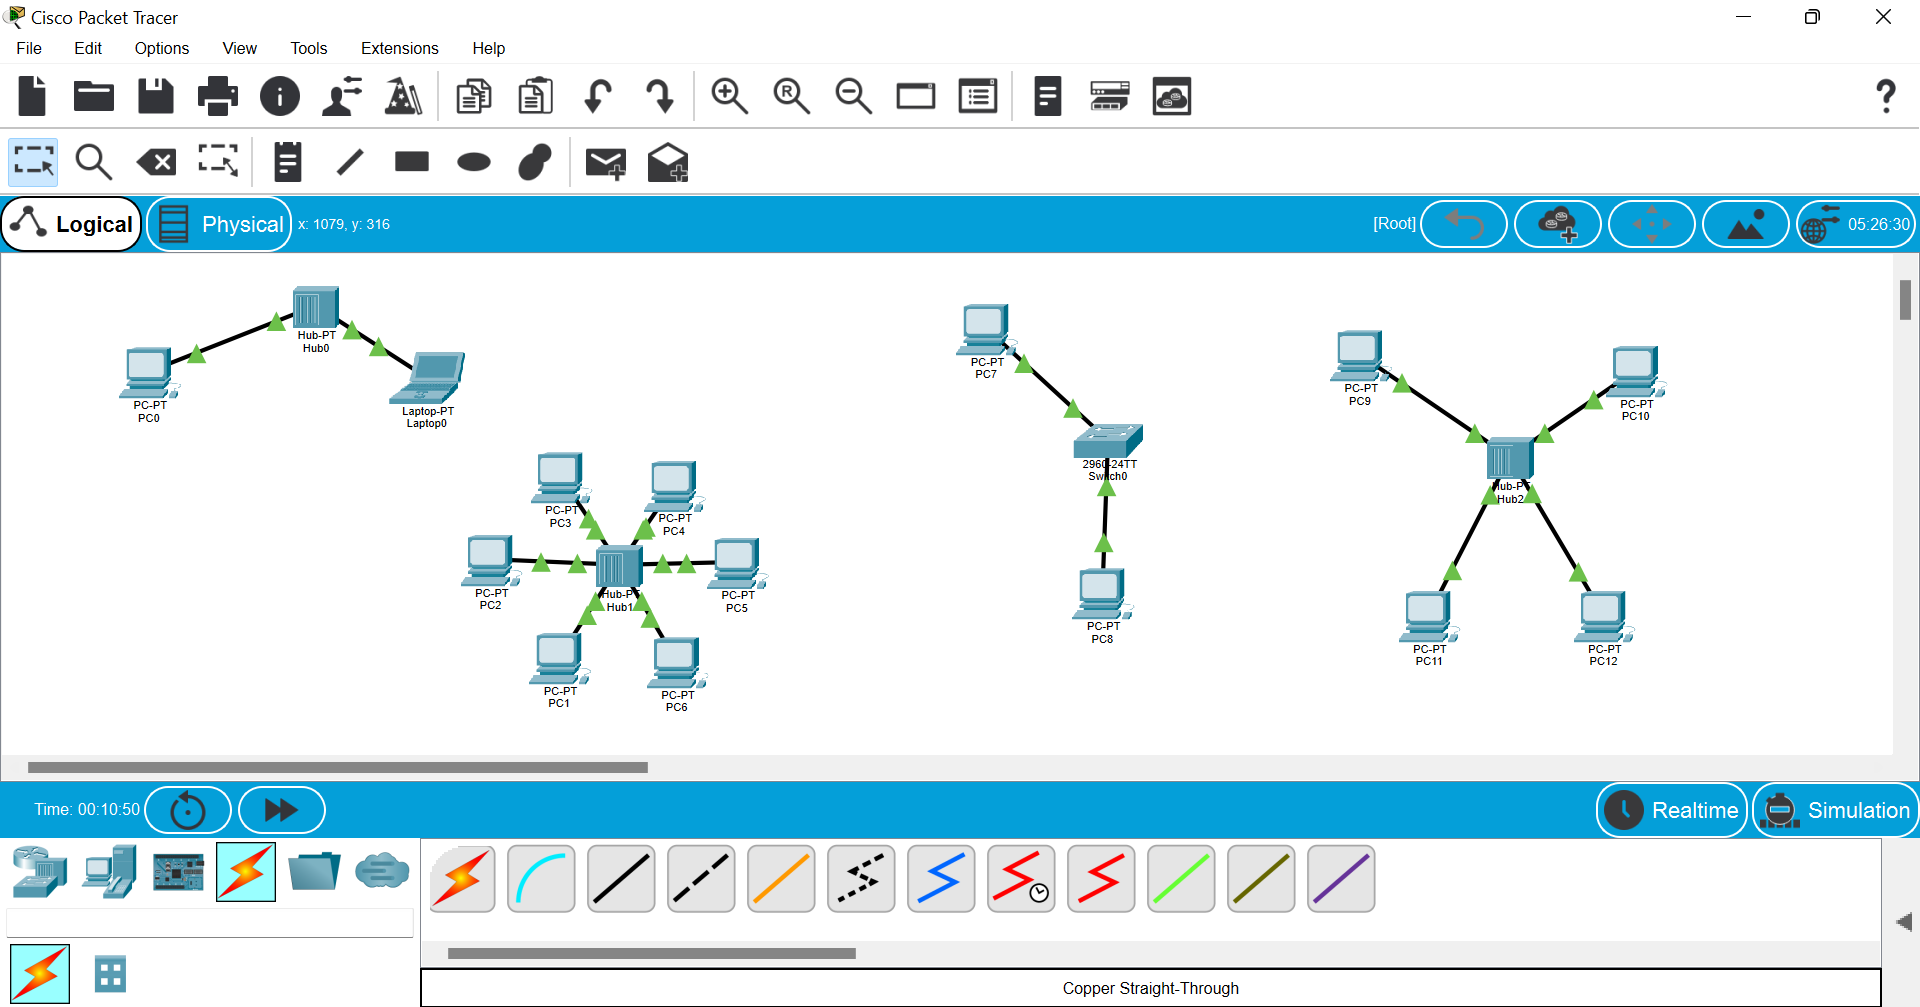 Cisco Packet Tracer
File Edit Options View Tools Extensions Help
Logical Physical x: 1079, y: 316 [Root] 05:26:30
Hub-PT
Hub0
PC-PT
PC0
Laptop-PT
Laptop0
PC-PT
PC3
PC-PT
PC4
PC-PT
PC2
Hub-PT
Hub1
PC-PT
PC5
PC-PT
PC1
PC-PT
PC6
PC-PT
PC7
2960-24TT
Switch0
PC-PT
PC8
PC-PT
PC9
PC-PT
PC10
Hub-PT
Hub2
PC-PT
PC11
PC-PT
PC12
Time: 00:10:50 Realtime Simulation
Copper Straight-Through